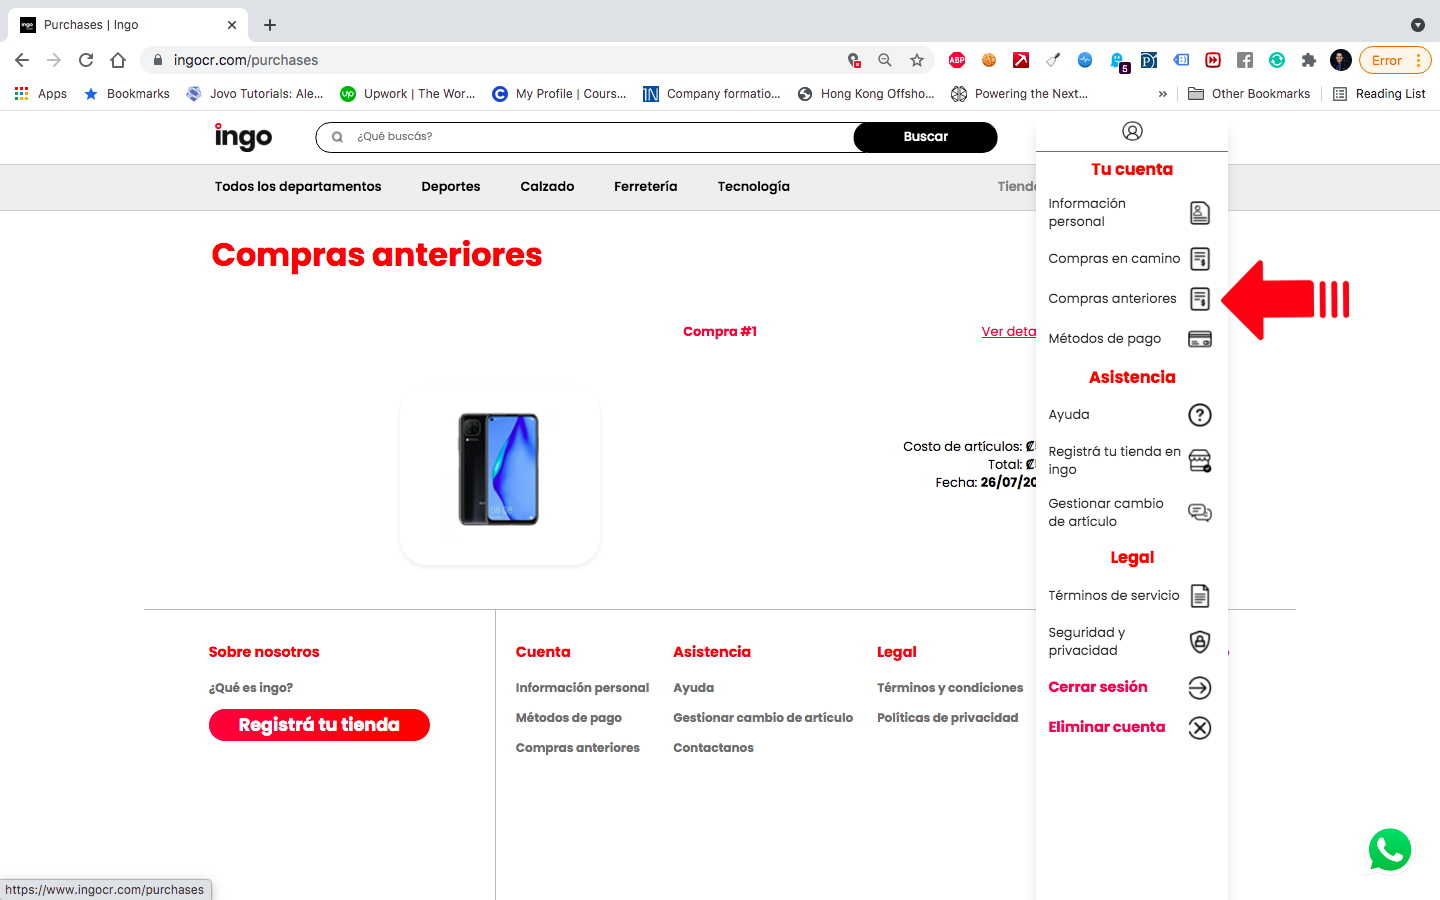 Purchases | Ingo
ingocr.com/purchases
ABP
5
Error
Apps
Bookmarks
Jovo Tutorials: Ale...
Upwork | The Wor...
My Profile | Cours...
Company formatio...
Hong Kong Offsho...
Powering the Next...
»
Other Bookmarks
Reading List
ingo
¿Qué buscás?
Buscar
Todos los departamentos
Deportes
Calzado
Ferretería
Tecnología
Compras anteriores
Compra #1
Costo de artículos:
Total:
Fecha: 26/07/20
Tu cuenta
Información
personal
Compras en camino
Compras anteriores
Métodos de pago
Asistencia
Ayuda
Registrá tu tienda en
ingo
Gestionar cambio
de artículo
Legal
Términos de servicio
Seguridad y
privacidad
Cerrar sesión
Eliminar cuenta
Sobre nosotros
¿Qué es ingo?
Registrá tu tienda
Cuenta
Información personal
Métodos de pago
Compras anteriores
Asistencia
Ayuda
Gestionar cambio de artículo
Contactanos
Legal
Términos y condiciones
Políticas de privacidad
https://www.ingocr.com/purchases